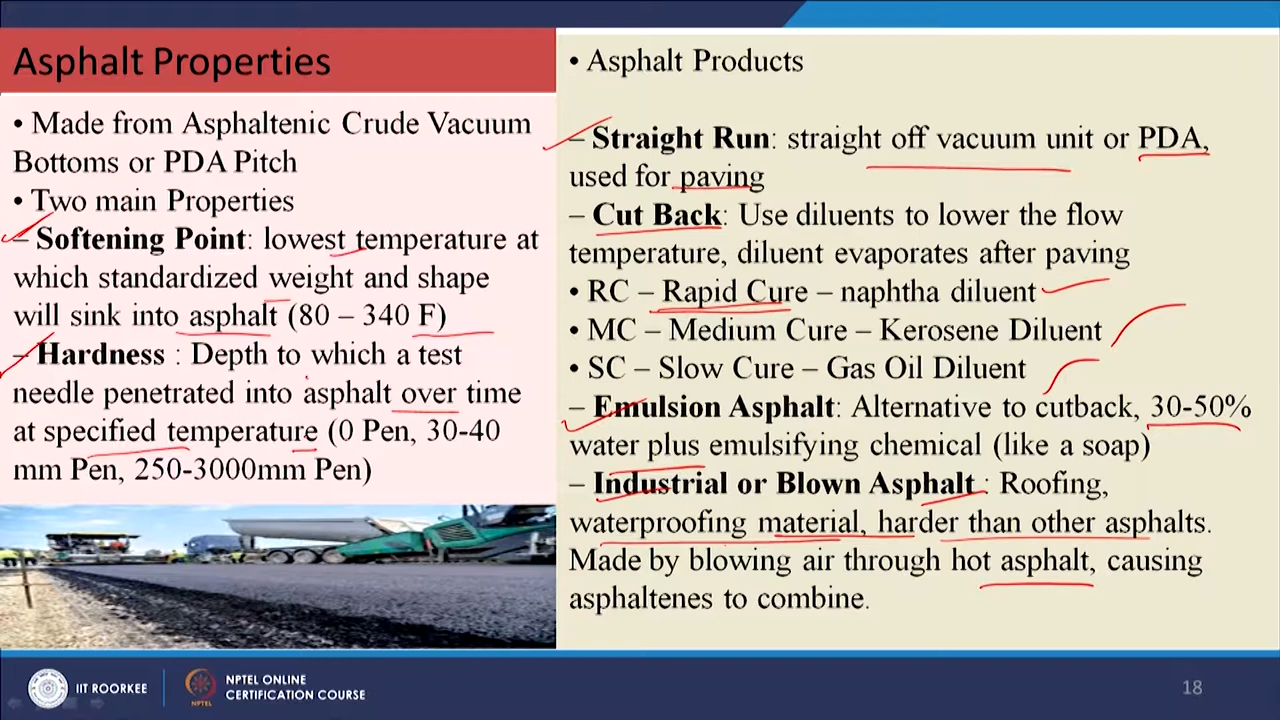 Asphalt Properties
• Made from Asphaltenic Crude Vacuum
Bottoms or PDA Pitch
• Two main Properties
– Softening Point: lowest temperature at
which standardized weight and shape
will sink into asphalt (80 – 340 F)
– Hardness : Depth to which a test
needle penetrated into asphalt over time
at specified temperature (0 Pen, 30-40
mm Pen, 250-3000mm Pen)
• Asphalt Products
– Straight Run: straight off vacuum unit or PDA,
used for paving
– Cut Back: Use diluents to lower the flow
temperature, diluent evaporates after paving
• RC – Rapid Cure – naphtha diluent
• MC – Medium Cure – Kerosene Diluent
• SC – Slow Cure – Gas Oil Diluent
– Emulsion Asphalt: Alternative to cutback, 30-50%
water plus emulsifying chemical (like a soap)
– Industrial or Blown Asphalt : Roofing,
waterproofing material, harder than other asphalts.
Made by blowing air through hot asphalt, causing
asphaltenes to combine.
IIT ROORKEE
NPTEL
NPTEL ONLINE
CERTIFICATION COURSE
18